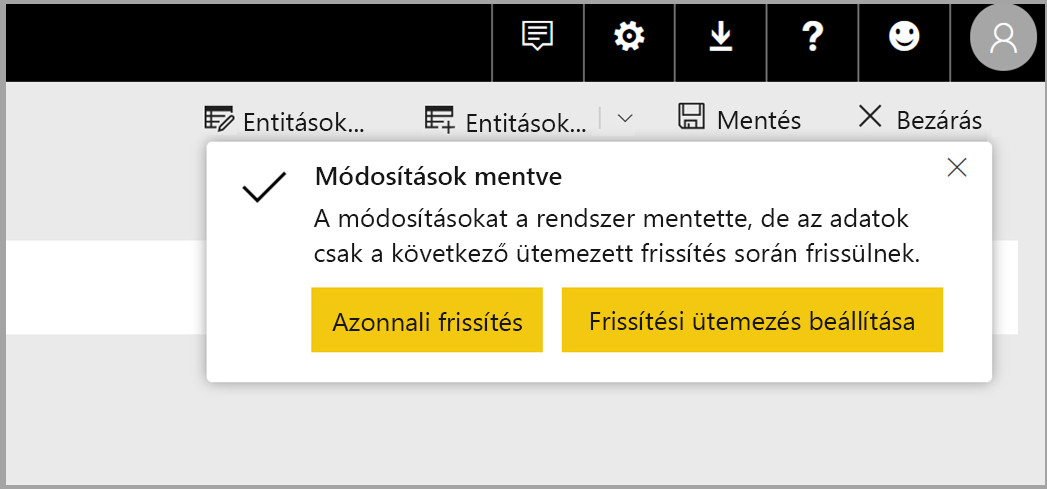 Entitások... Entitások... Mentés Bezárás
Módosítások mentve
A módosításokat a rendszer mentette, de az adatok
csak a következő ütemezett frissítés során frissülnek.
Azonnali frissítés Frissítési ütemezés beállítása